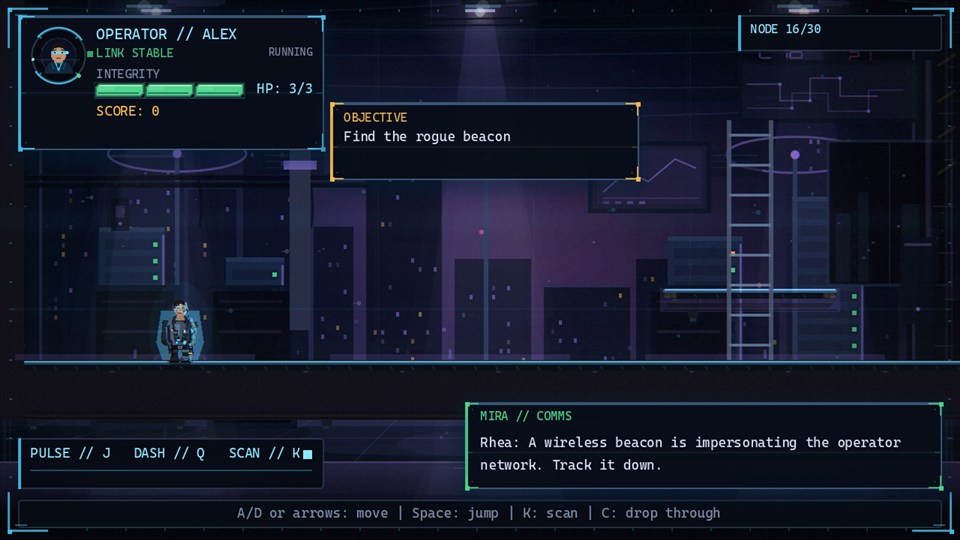 OPERATOR // ALEX
LINK STABLE
RUNNING
INTEGRITY
HP: 3/3
SCORE: 0
NODE 16/30
OBJECTIVE
Find the rogue beacon
MIRA // COMMS
Rhea: A wireless beacon is impersonating the operator
network. Track it down.
PULSE // J DASH // Q SCAN // K
A/D or arrows: move | Space: jump | K: scan | C: drop through